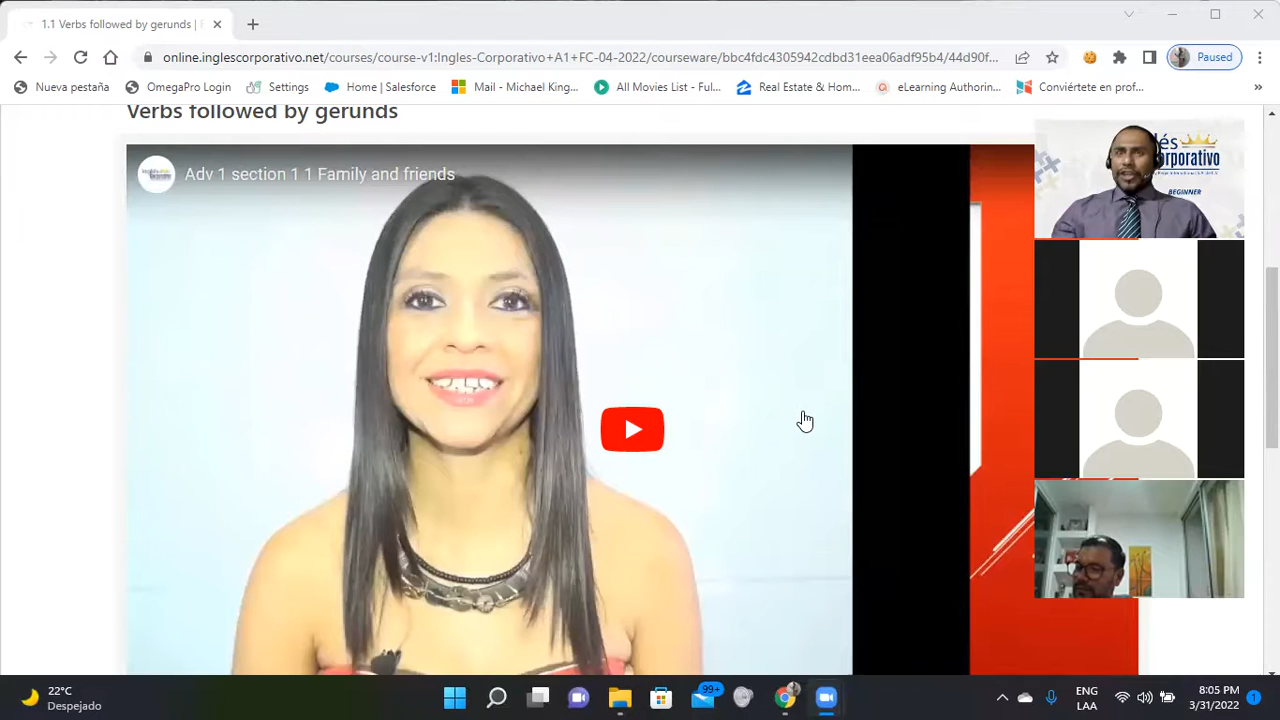 1.1 Verbs followed by gerunds |
online.inglescorporativo.net/courses/course-v1:Ingles-Corporativo+A1+FC-04-2022/courseware/bbc4fdc4305942cdbd31eea06adf95b4/44d90f...
Paused
Nueva pestaña
OmegaPro Login
Settings
Home | Salesforce
Mail - Michael King...
All Movies List - Ful...
Real Estate & Hom...
eLearning Authorin...
Conviértete en prof...
»
Verbs followed by gerunds
Adv 1 section 1 1 Family and friends
BEGINNER
22°C
Despejado
99+
ENG
LAA
8:05 PM
3/31/2022
1